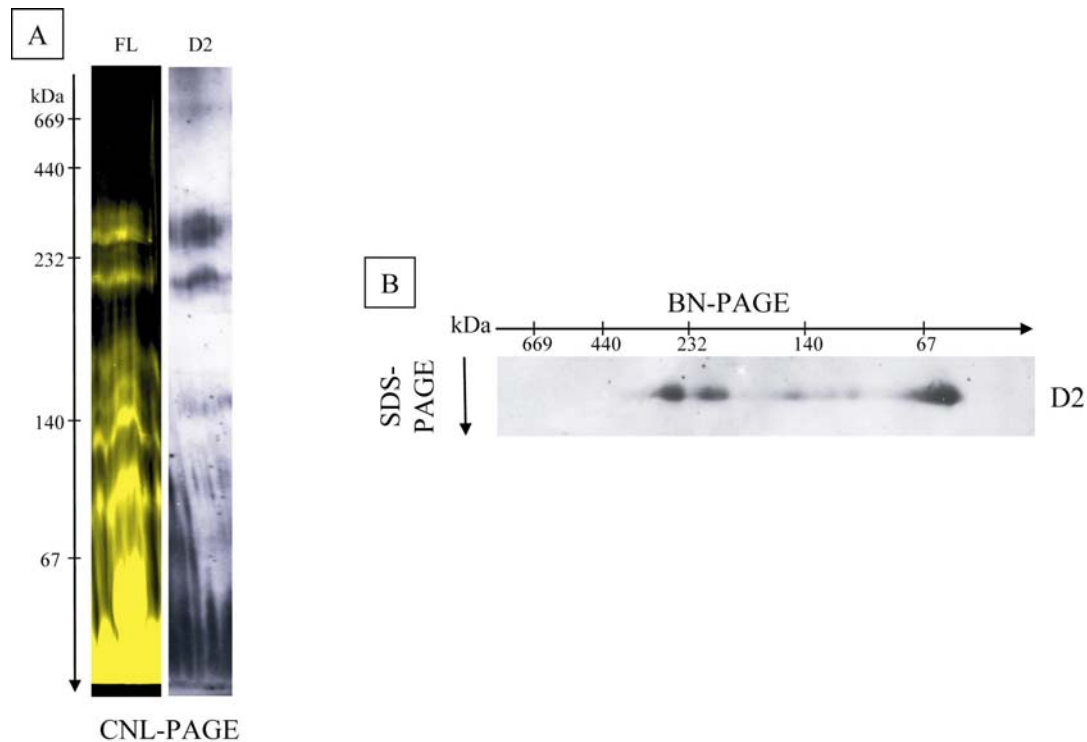 A
FL D2
kDa
669
440
232
140
67
CNL-PAGE
B
BN-PAGE
kDa
669 440 232 140 67
SDS-
PAGE
D2